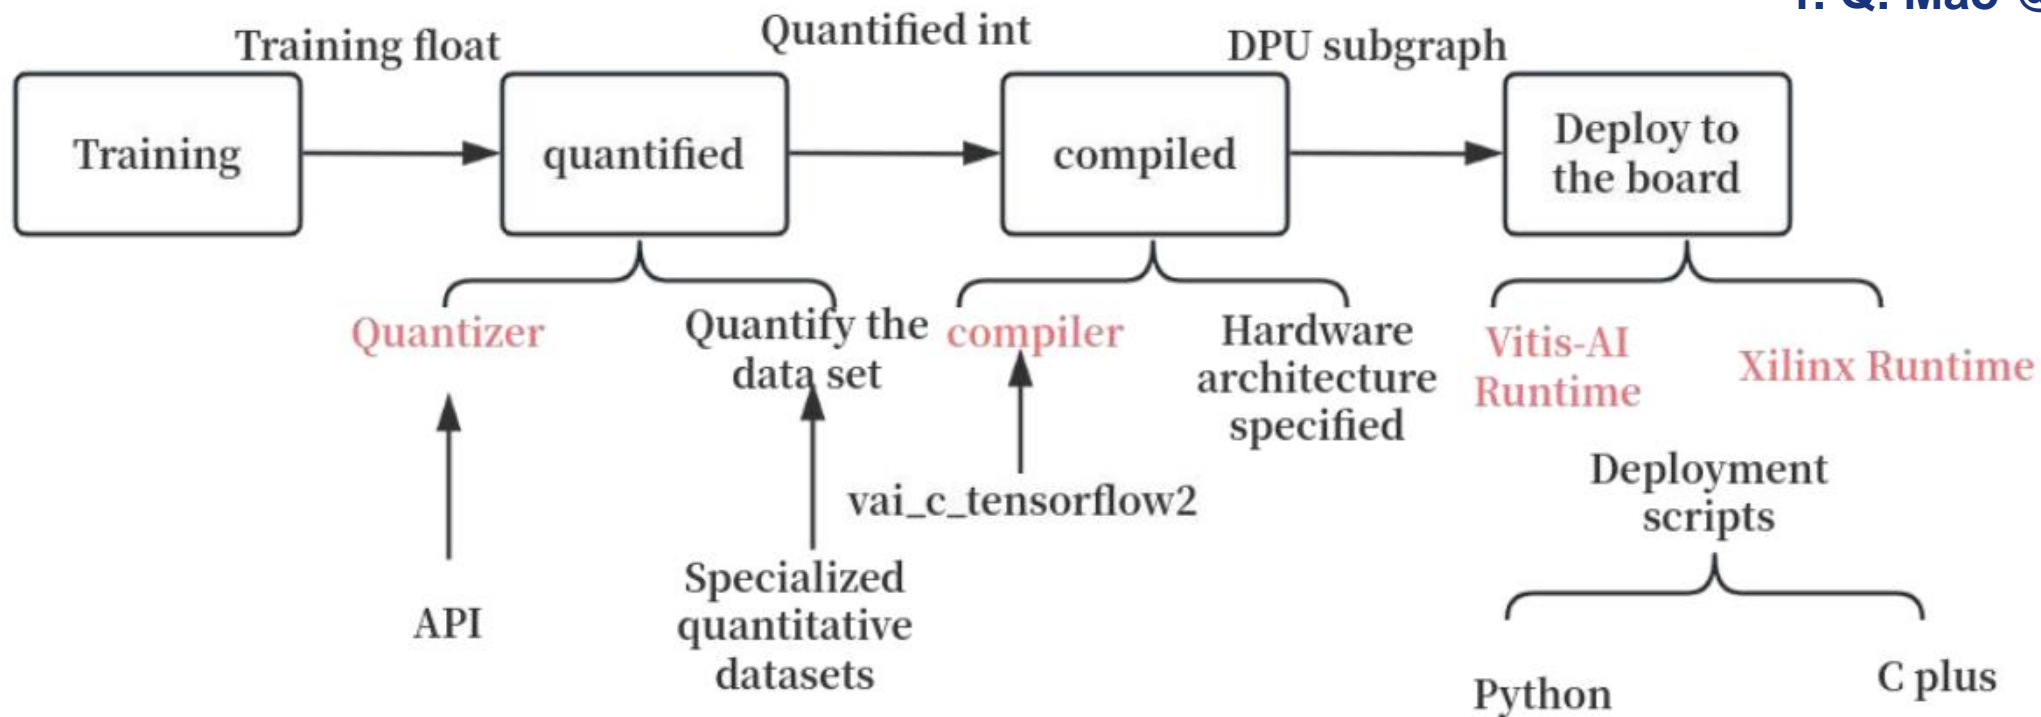 Q. Mao
Training float
Quantified int
DPU subgraph
Training
quantified
compiled
Deploy to
the board
Quantizer
Quantify the
data set
compiler
Hardware
architecture
specified
Vitis-AI
Runtime
Xilinx Runtime
vai_c_tensorflow2
Deployment
scripts
API
Specialized
quantitative
datasets
Python
C plus